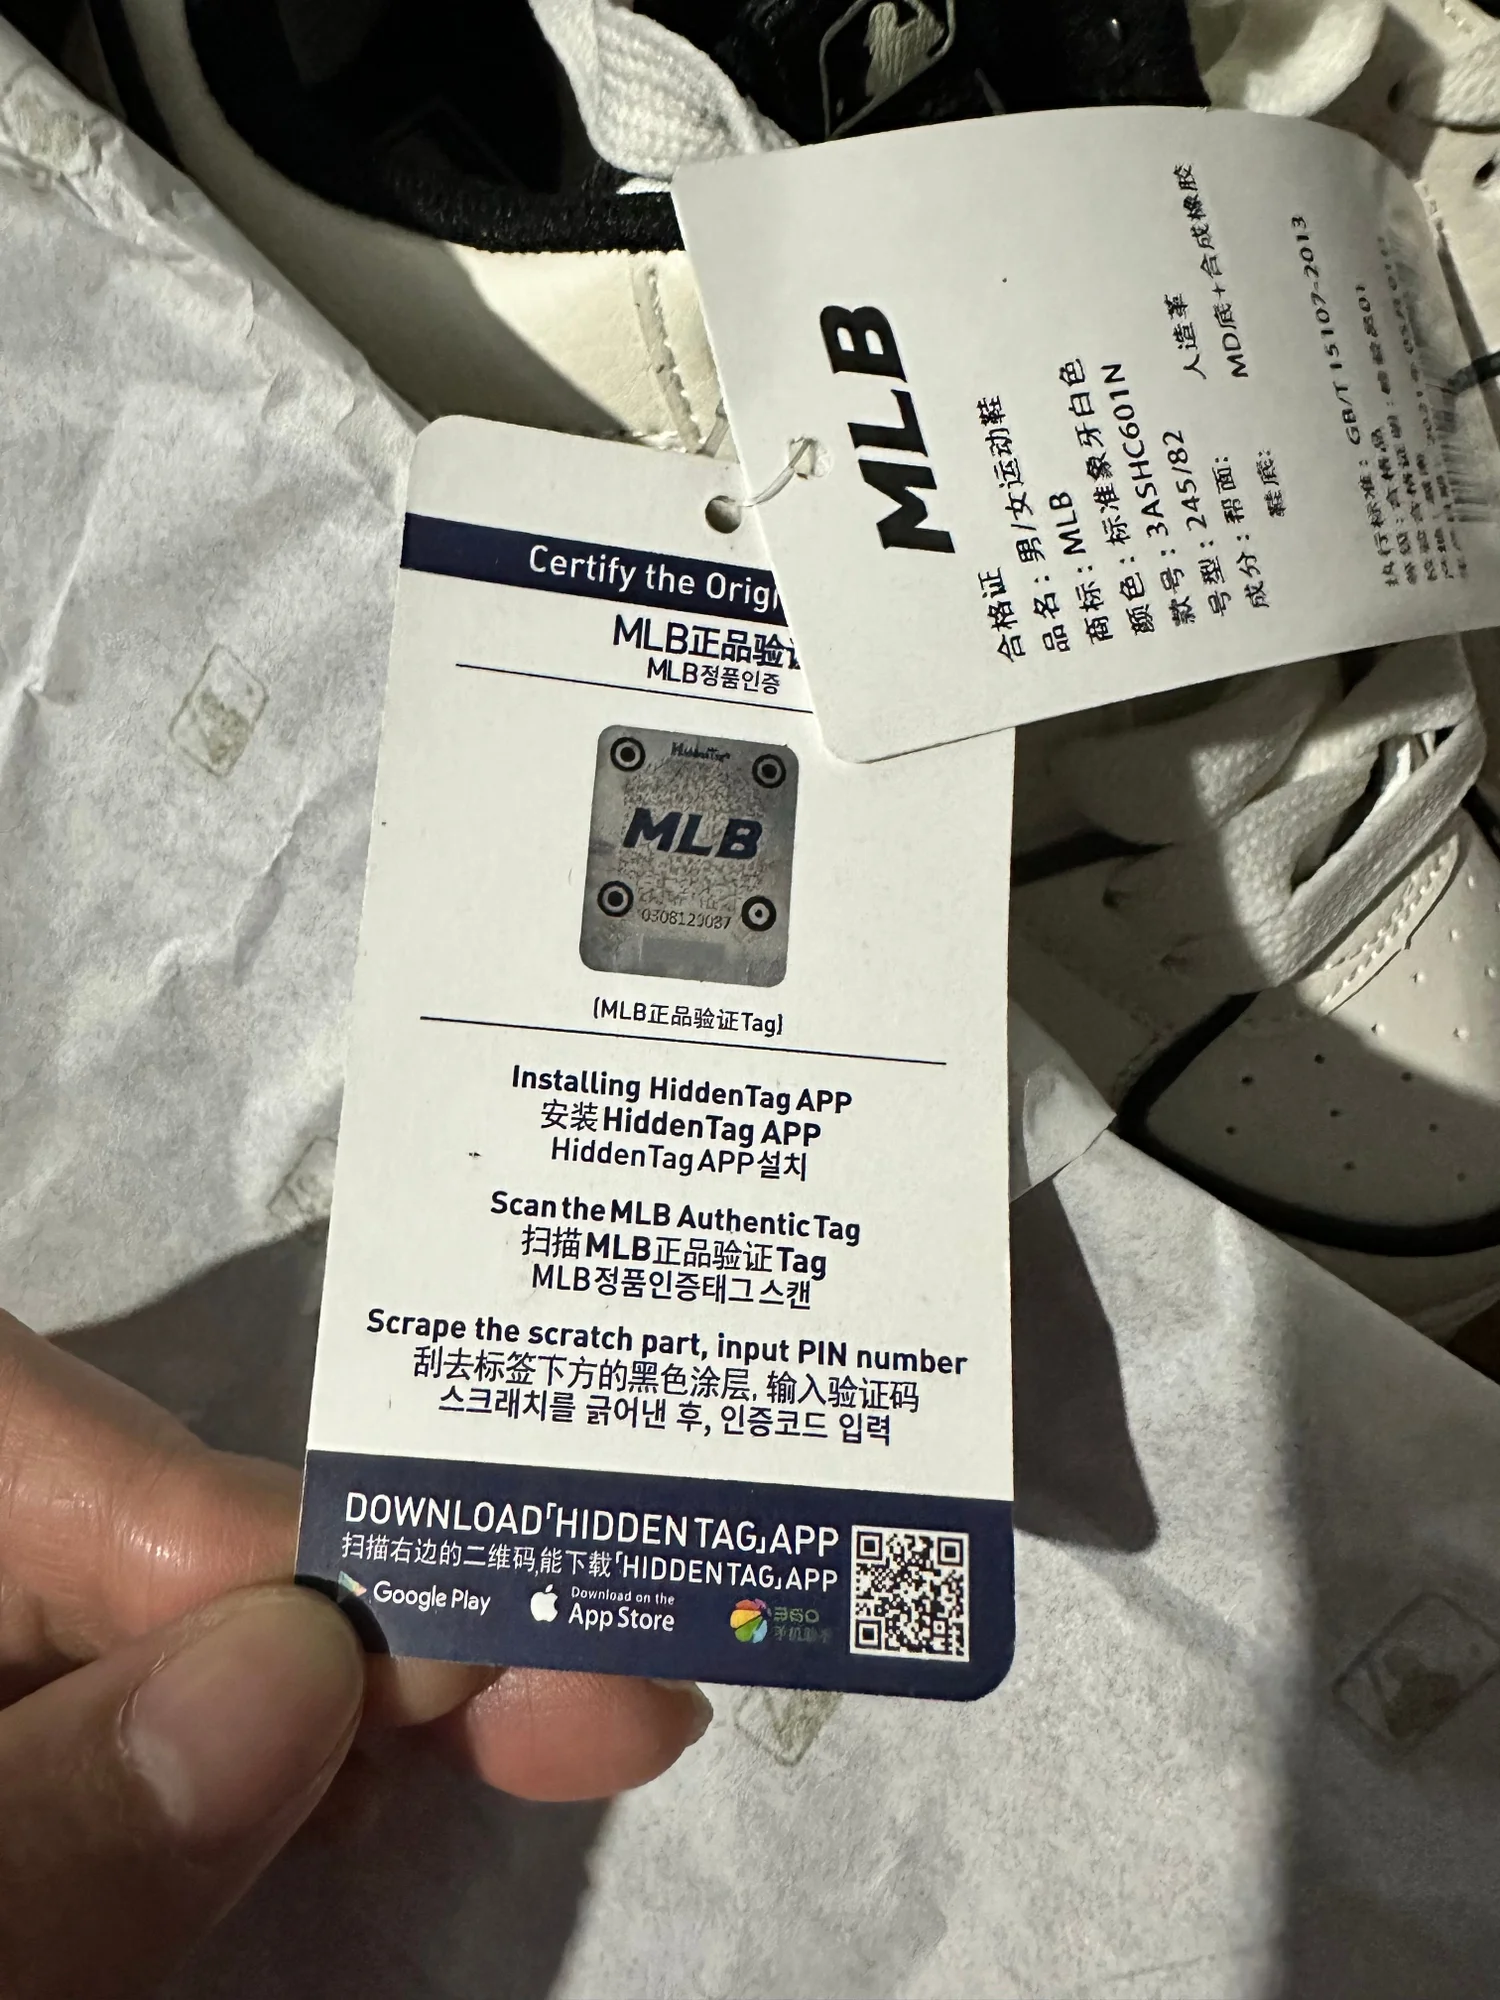 MLB
合格证
品名：男/女运动鞋
商标：MLB
颜色：标准象牙白色
款号：3ASHC601N
号型：245/82
成分：帮面： 人造革
鞋底： MD底+合成橡胶
执行标准：GB/T 15107-2013
Certify the
MLB正品验
MLB정품인증
HiddenTag
MLB
(MLB正品验证Tag)
Installing HiddenTag APP
安装HiddenTag APP
HiddenTag APP설치
Scan the MLB Authentic Tag
扫描MLB正品验证Tag
MLB정품인증태그스캔
Scrape the scratch part, input PIN number
刮去标签下方的黑色涂层, 输入验证码
스크래치를 긁어낸 후, 인증코드 입력
DOWNLOAD「HIDDEN TAG」APP
扫描右边的二维码,能下载「HIDDENTAG」APP
Google Play
Download on the
App Store